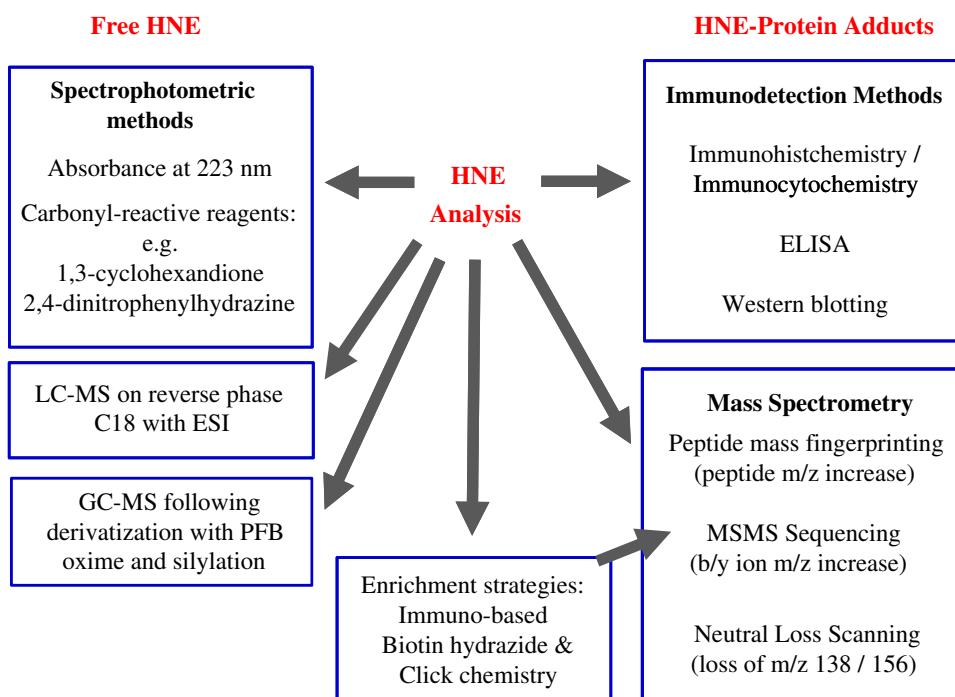 Free HNE
HNE-Protein Adducts
Spectrophotometric
methods
Absorbance at 223 nm
Carbonyl-reactive reagents:
e.g.
1,3-cyclohexandione
2,4-dinitrophenylhydrazine
HNE
Analysis
Immunodetection Methods
Immunohistchemistry /
Immunocytochemistry
ELISA
Western blotting
LC-MS on reverse phase
C18 with ESI
GC-MS following
derivatization with PFB
oxime and silylation
Enrichment strategies:
Immuno-based
Biotin hydrazide &
Click chemistry
Mass Spectrometry
Peptide mass fingerprinting
(peptide m/z increase)
MSMS Sequencing
(b/y ion m/z increase)
Neutral Loss Scanning
(loss of m/z 138 / 156)